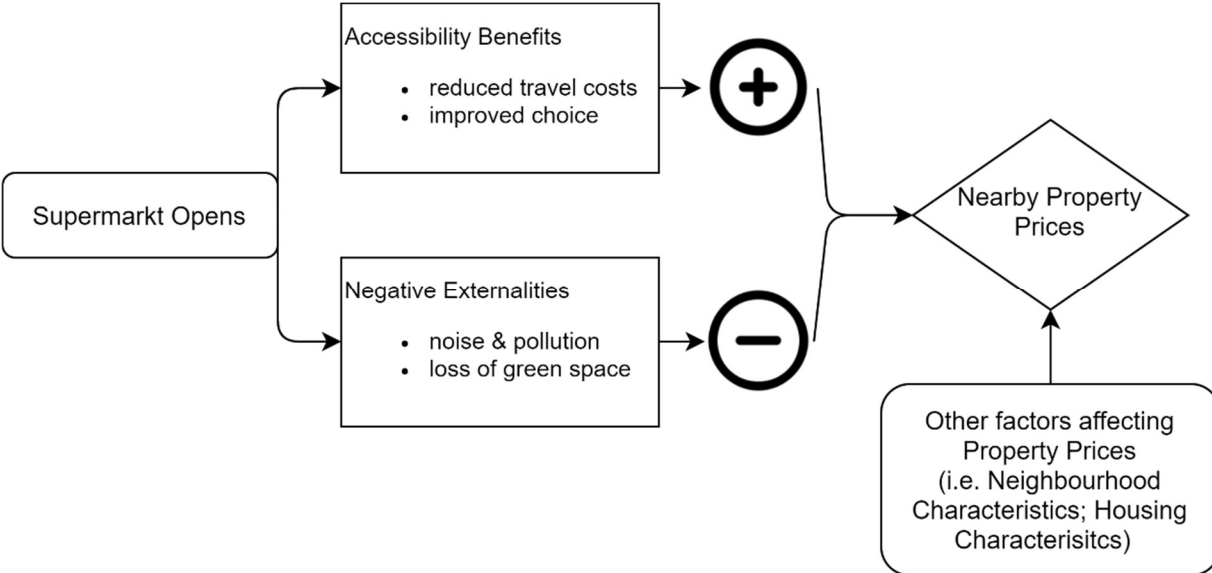 Accessibility Benefits
• reduced travel costs
• improved choice
Supermarkt Opens
Negative Externalities
• noise & pollution
• loss of green space
Nearby Property
Prices
Other factors affecting
Property Prices
(i.e. Neighbourhood
Characteristics; Housing
Characterisitcs)